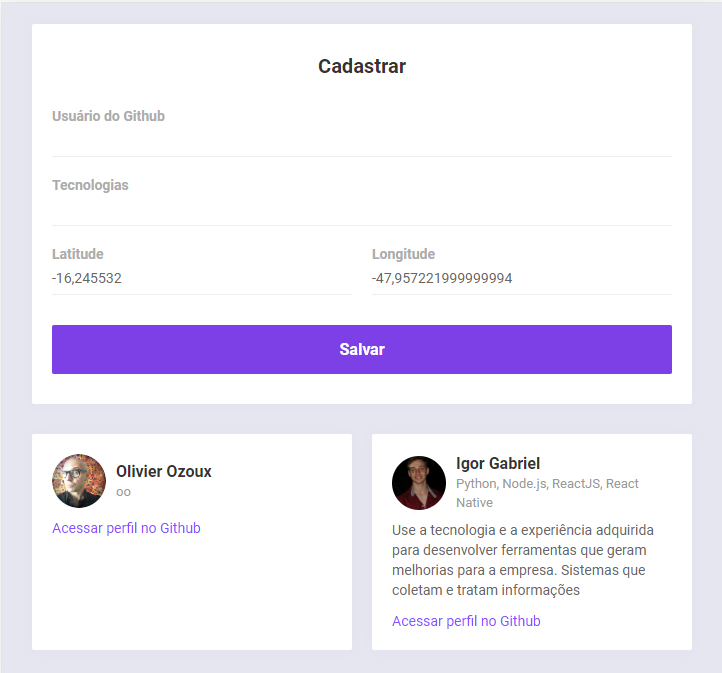 Cadastrar
Usuário do Github
Tecnologias
Latitude
Longitude
-16,245532
-47,957221999999994
Salvar
Olivier Ozoux
oo
Acessar perfil no Github
Igor Gabriel
Python, Node.js, ReactJS, React
Native
Use a tecnologia e a experiência adquirida
para desenvolver ferramentas que geram
melhorias para a empresa. Sistemas que
coletam e tratam informações
Acessar perfil no Github